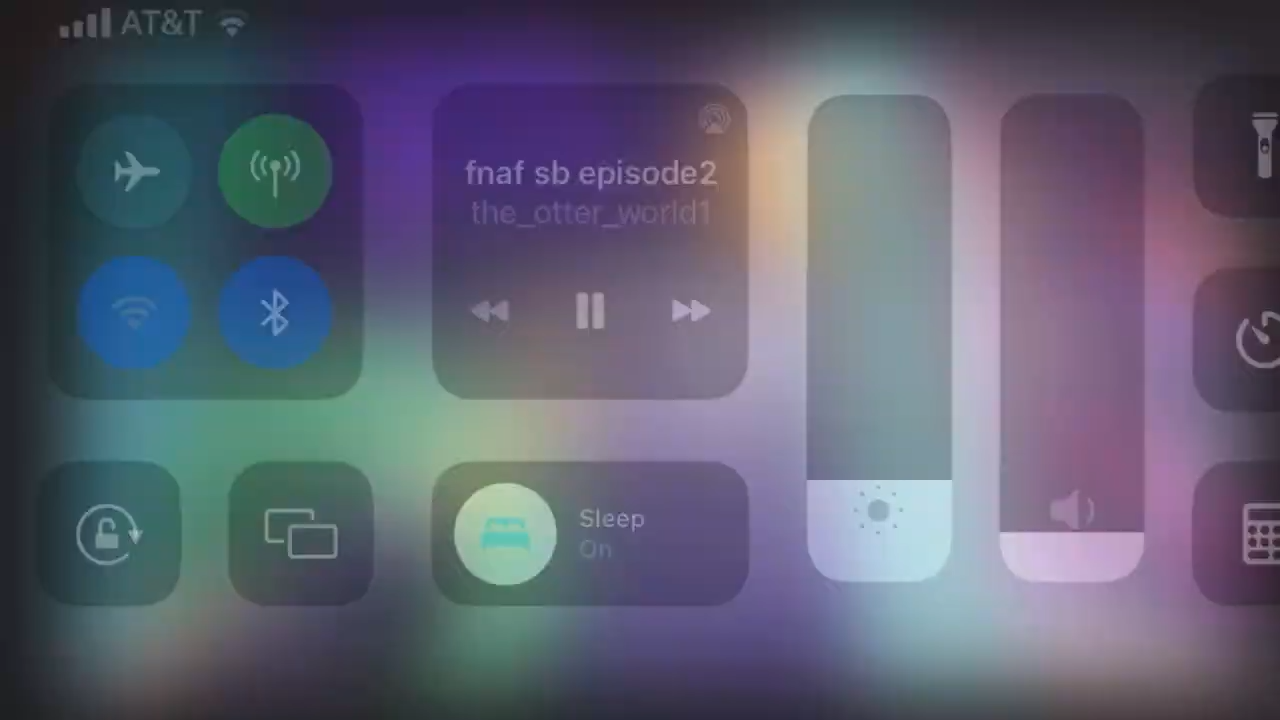 AT&T
fnaf sb episode2
the_otter_world1
Sleep
On